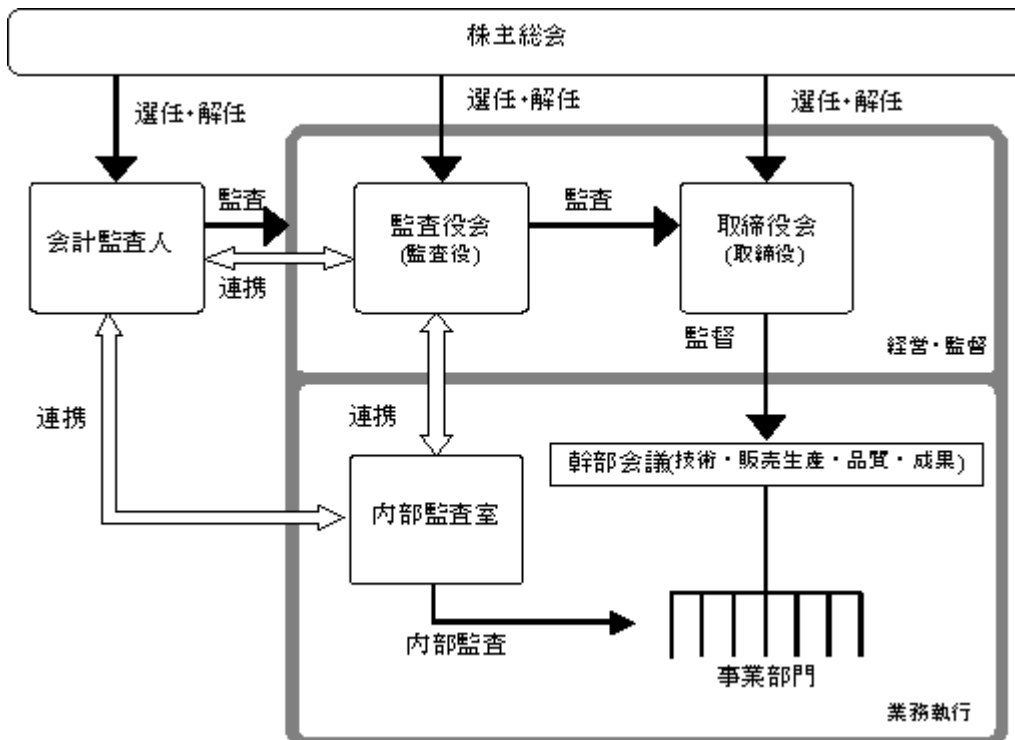 株主総会
選任・解任
選任・解任
選任・解任
会計監査人
監査
連携
監査役会
(監査役)
監査
取締役会
(取締役)
監督
経営・監督
連携
連携
幹部会議(技術・販売生産・品質・成果)
内部監査室
内部監査
事業部門
業務執行